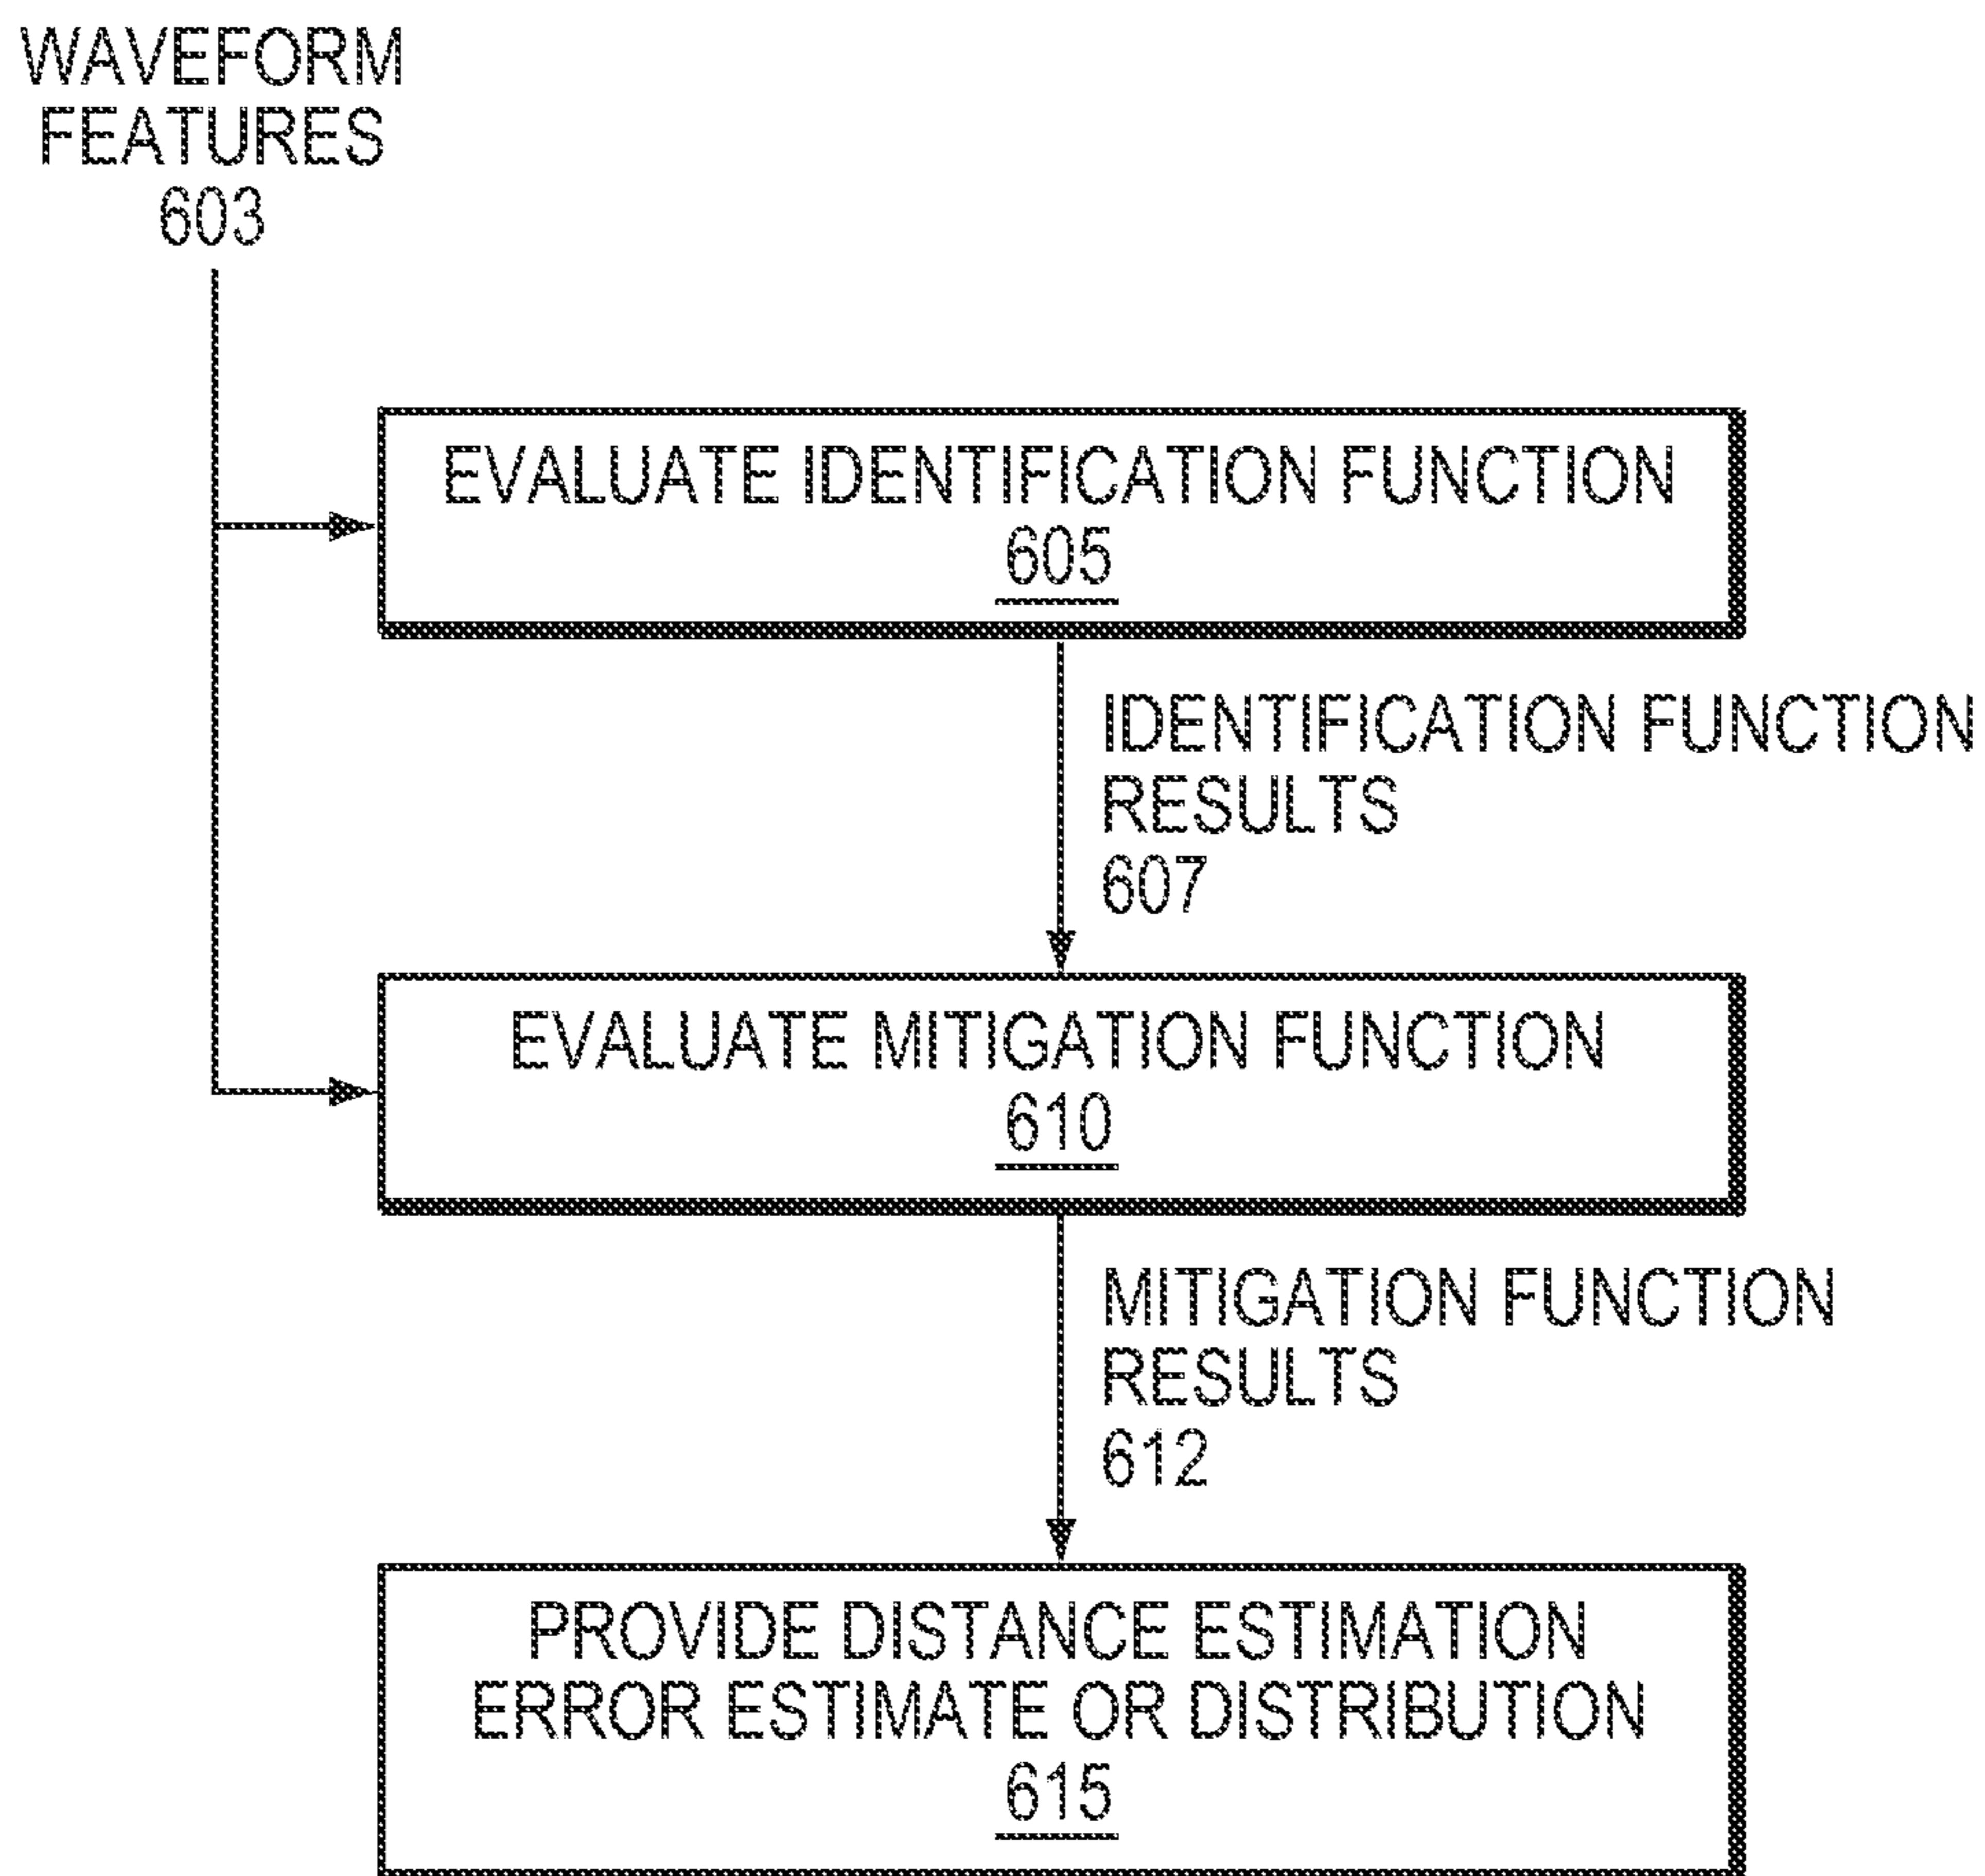 WAVEFORM
FEATURES
603
EVALUATE IDENTIFICATION FUNCTION
605
IDENTIFICATION FUNCTION
RESULTS
607
EVALUATE MITIGATION FUNCTION
610
MITIGATION FUNCTION
RESULTS
612
PROVIDE DISTANCE ESTIMATION
ERROR ESTIMATE OR DISTRIBUTION
615